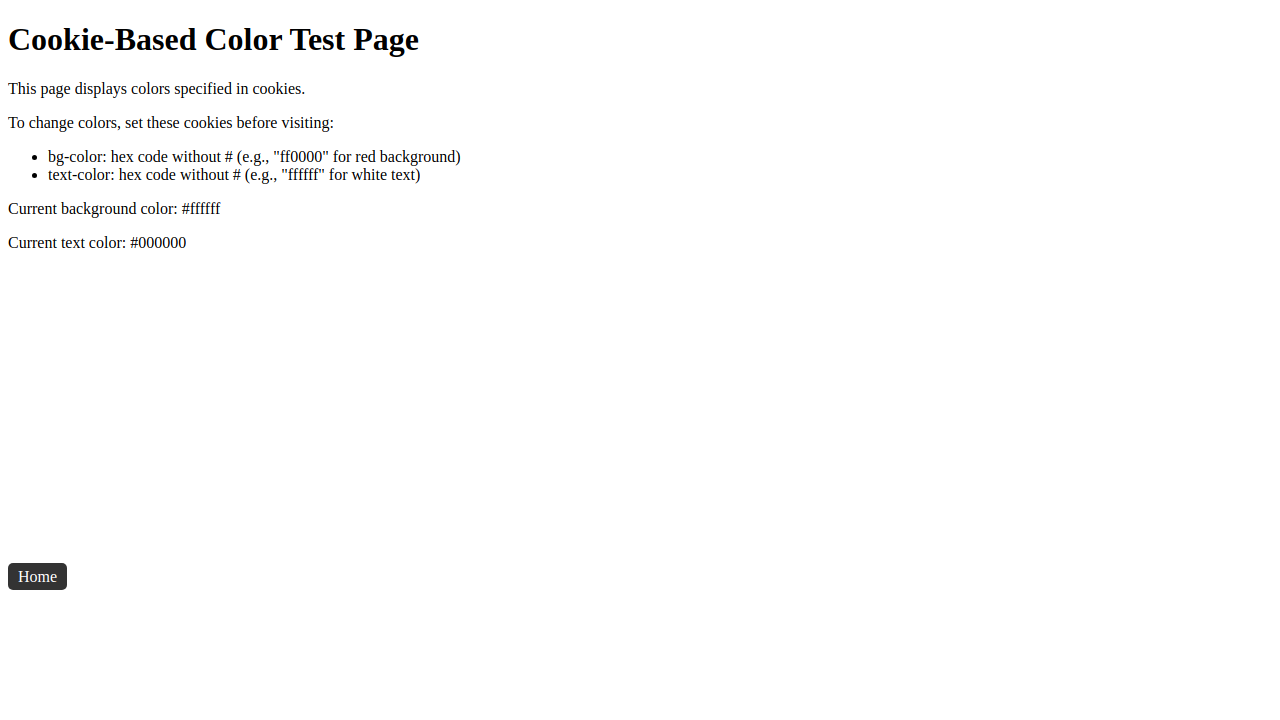 Cookie-Based Color Test Page
This page displays colors specified in cookies.
To change colors, set these cookies before visiting:
bg-color: hex code without # (e.g., "ff0000" for red background)
text-color: hex code without # (e.g., "ffffff" for white text)
Current background color: #ffffff
Current text color: #000000
Home